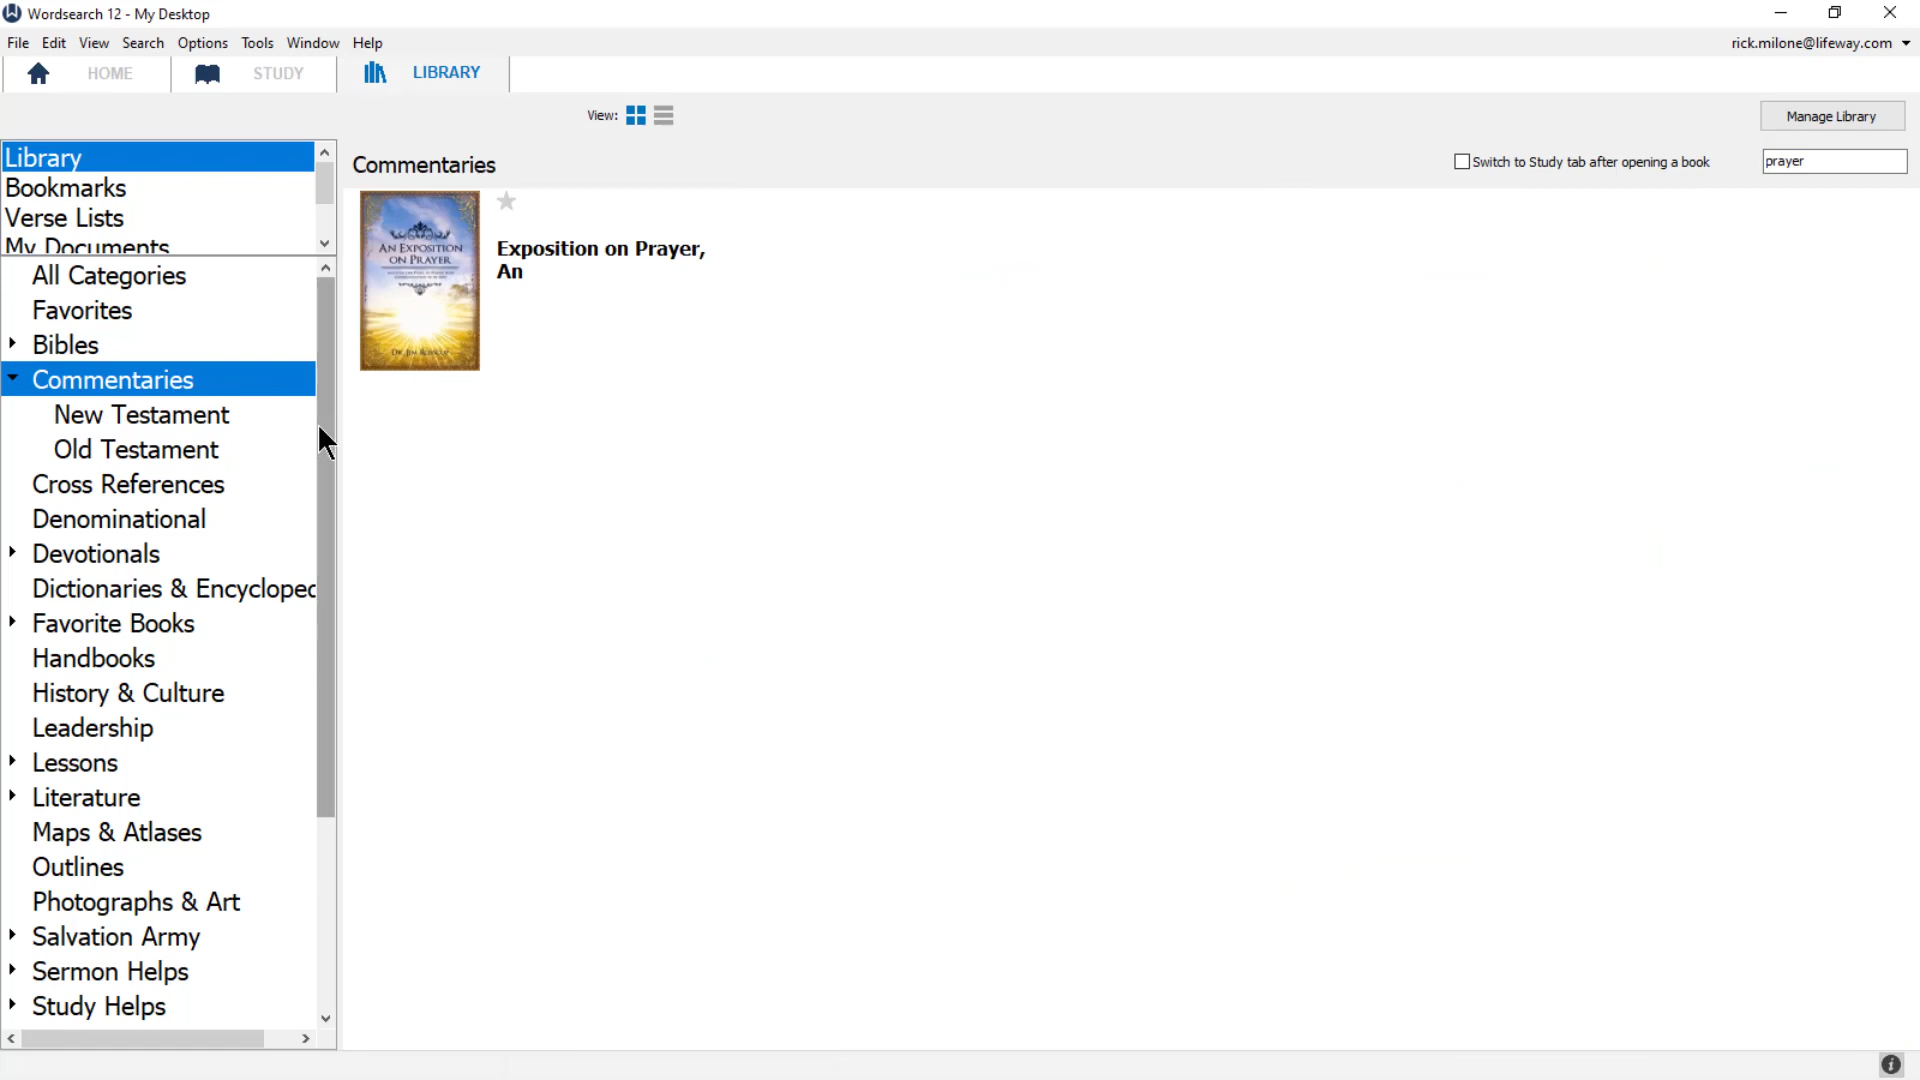 Wordsearch 12 - My Desktop
File Edit View Search Options Tools Window Help
rick.milone@lifeway.com
HOME
STUDY
LIBRARY
View:
Manage Library
Library
Bookmarks
Verse Lists
My Documents
Commentaries
Switch to Study tab after opening a book
prayer
AN EXPOSITION
ON PRAYER
Exposition on Prayer,
An
All Categories
Favorites
Bibles
Commentaries
New Testament
Old Testament
Cross References
Denominational
Devotionals
Dictionaries & Encycloped
Favorite Books
Handbooks
History & Culture
Leadership
Lessons
Literature
Maps & Atlases
Outlines
Photographs & Art
Salvation Army
Sermon Helps
Study Helps